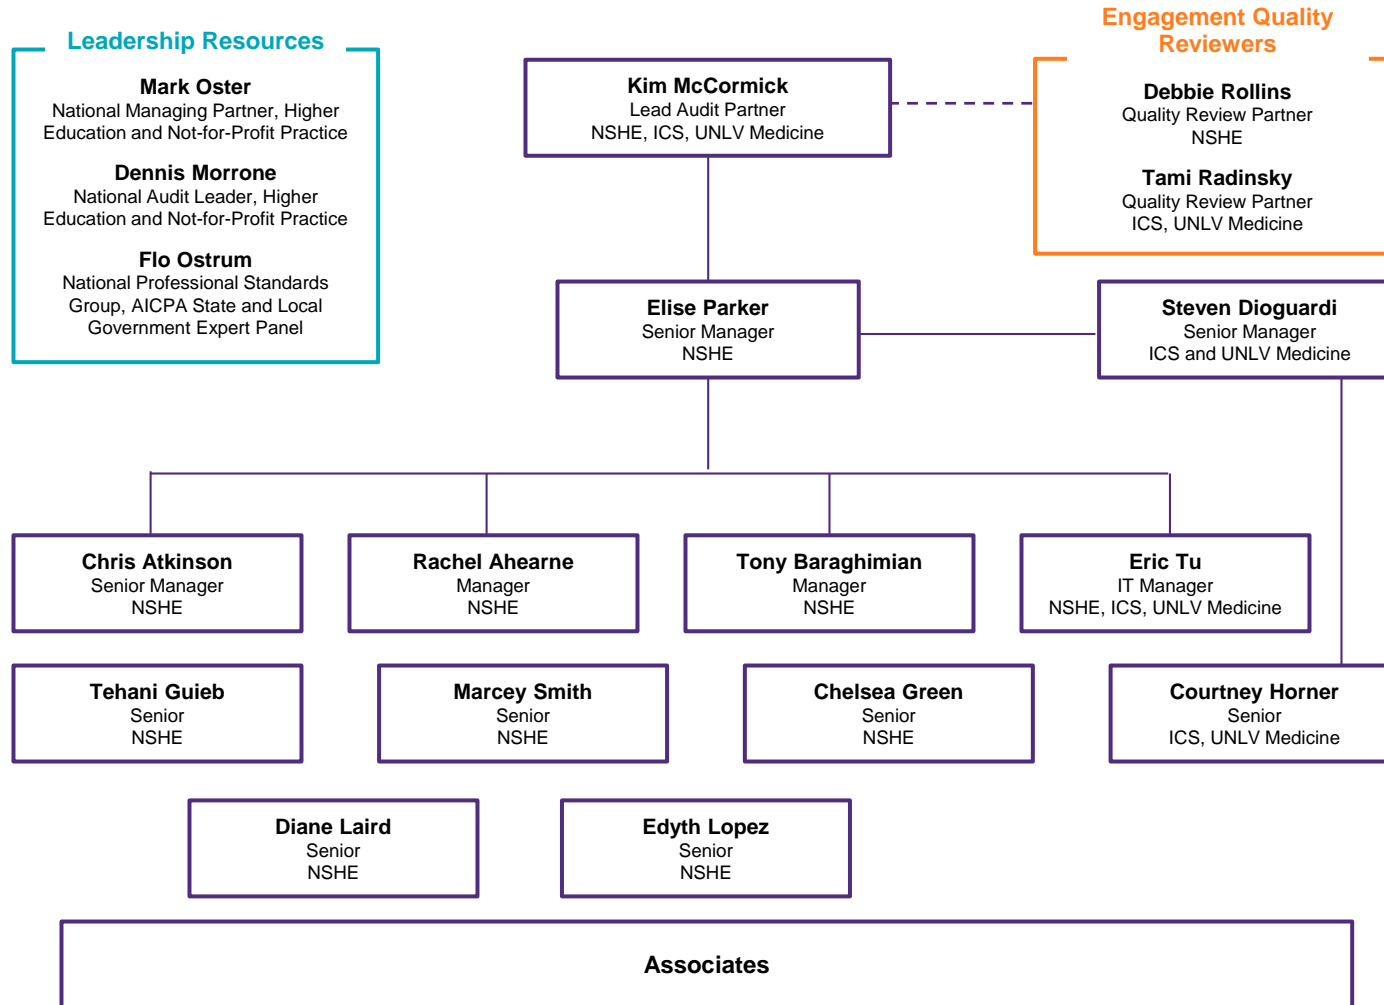 Leadership Resources
Mark Oster
National Managing Partner, Higher
Education and Not-for-Profit Practice
Dennis Morrone
National Audit Leader, Higher
Education and Not-for-Profit Practice
Flo Ostrum
National Professional Standards
Group, AICPA State and Local
Government Expert Panel
Kim McCormick
Lead Audit Partner
NSHE, ICS, UNLV Medicine
Engagement Quality
Reviewers
Debbie Rollins
Quality Review Partner
NSHE
Tami Radinsky
Quality Review Partner
ICS, UNLV Medicine
Elise Parker
Senior Manager
NSHE
Steven Dioguardi
Senior Manager
ICS and UNLV Medicine
Chris Atkinson
Senior Manager
NSHE
Rachel Ahearne
Manager
NSHE
Tony Baraghimian
Manager
NSHE
Eric Tu
IT Manager
NSHE, ICS, UNLV Medicine
Tehani Guieb
Senior
NSHE
Marcey Smith
Senior
NSHE
Chelsea Green
Senior
NSHE
Courtney Horner
Senior
ICS, UNLV Medicine
Diane Laird
Senior
NSHE
Edyth Lopez
Senior
NSHE
Associates